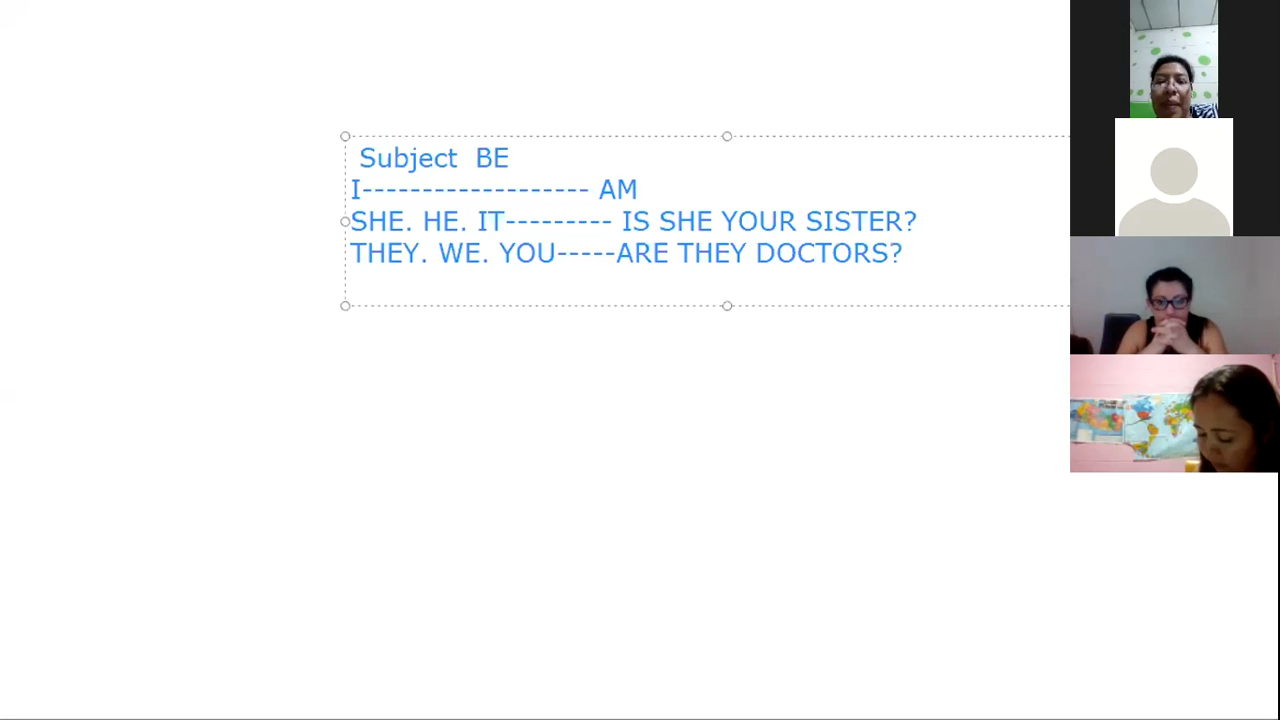 Subject BE
I------------------- AM
SHE. HE. IT--------- IS SHE YOUR SISTER?
THEY. WE. YOU-----ARE THEY DOCTORS?